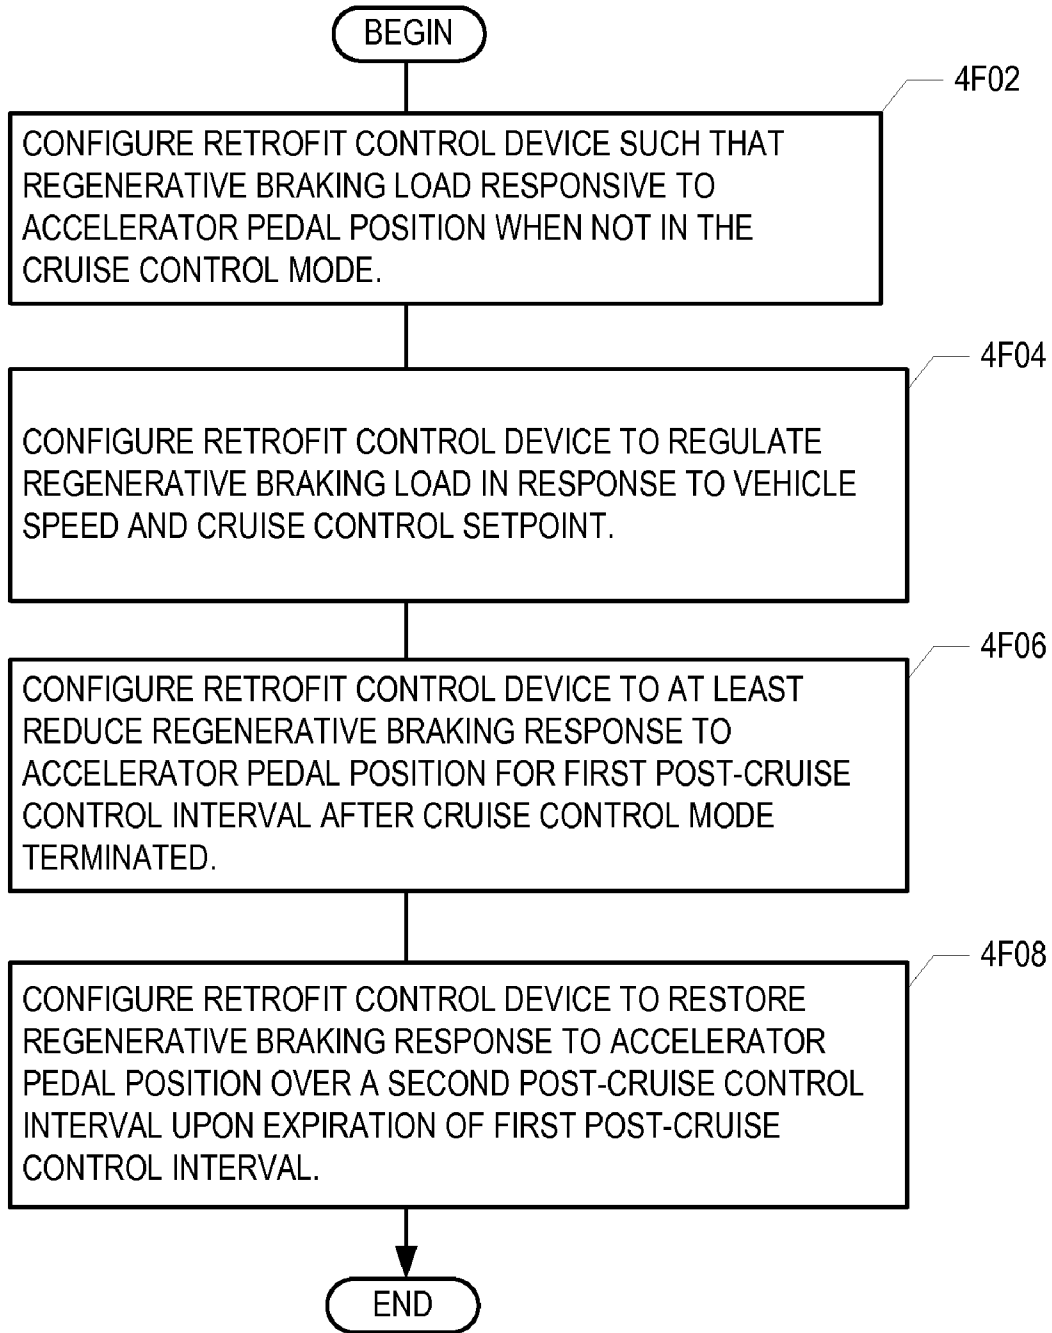 BEGIN
4F02
CONFIGURE RETROFIT CONTROL DEVICE SUCH THAT
REGENERATIVE BRAKING LOAD RESPONSIVE TO
ACCELERATOR PEDAL POSITION WHEN NOT IN THE
CRUISE CONTROL MODE.
4F04
CONFIGURE RETROFIT CONTROL DEVICE TO REGULATE
REGENERATIVE BRAKING LOAD IN RESPONSE TO VEHICLE
SPEED AND CRUISE CONTROL SETPOINT.
4F06
CONFIGURE RETROFIT CONTROL DEVICE TO AT LEAST
REDUCE REGENERATIVE BRAKING RESPONSE TO
ACCELERATOR PEDAL POSITION FOR FIRST POST-CRUISE
CONTROL INTERVAL AFTER CRUISE CONTROL MODE
TERMINATED.
4F08
CONFIGURE RETROFIT CONTROL DEVICE TO RESTORE
REGENERATIVE BRAKING RESPONSE TO ACCELERATOR
PEDAL POSITION OVER A SECOND POST-CRUISE CONTROL
INTERVAL UPON EXPIRATION OF FIRST POST-CRUISE
CONTROL INTERVAL.
END